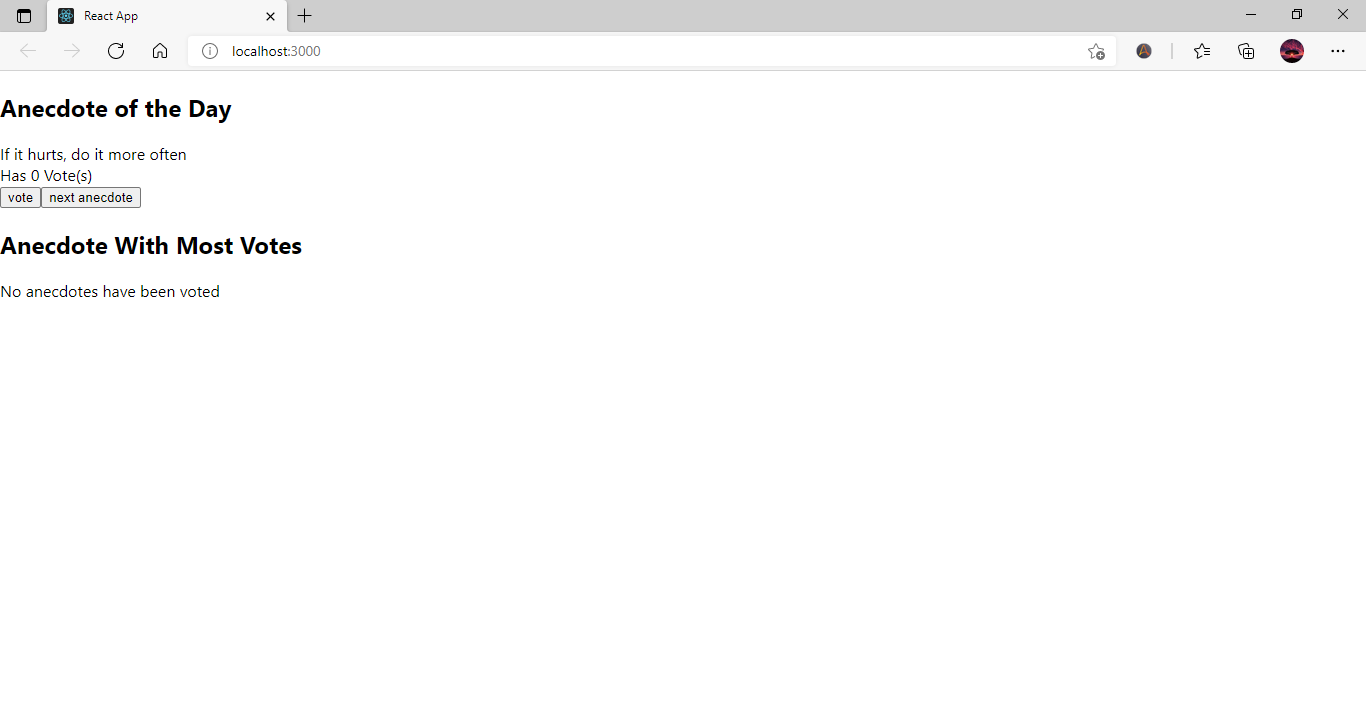 React App
localhost:3000
Anecdote of the Day
If it hurts, do it more often
Has 0 Vote(s)
vote next anecdote
Anecdote With Most Votes
No anecdotes have been voted